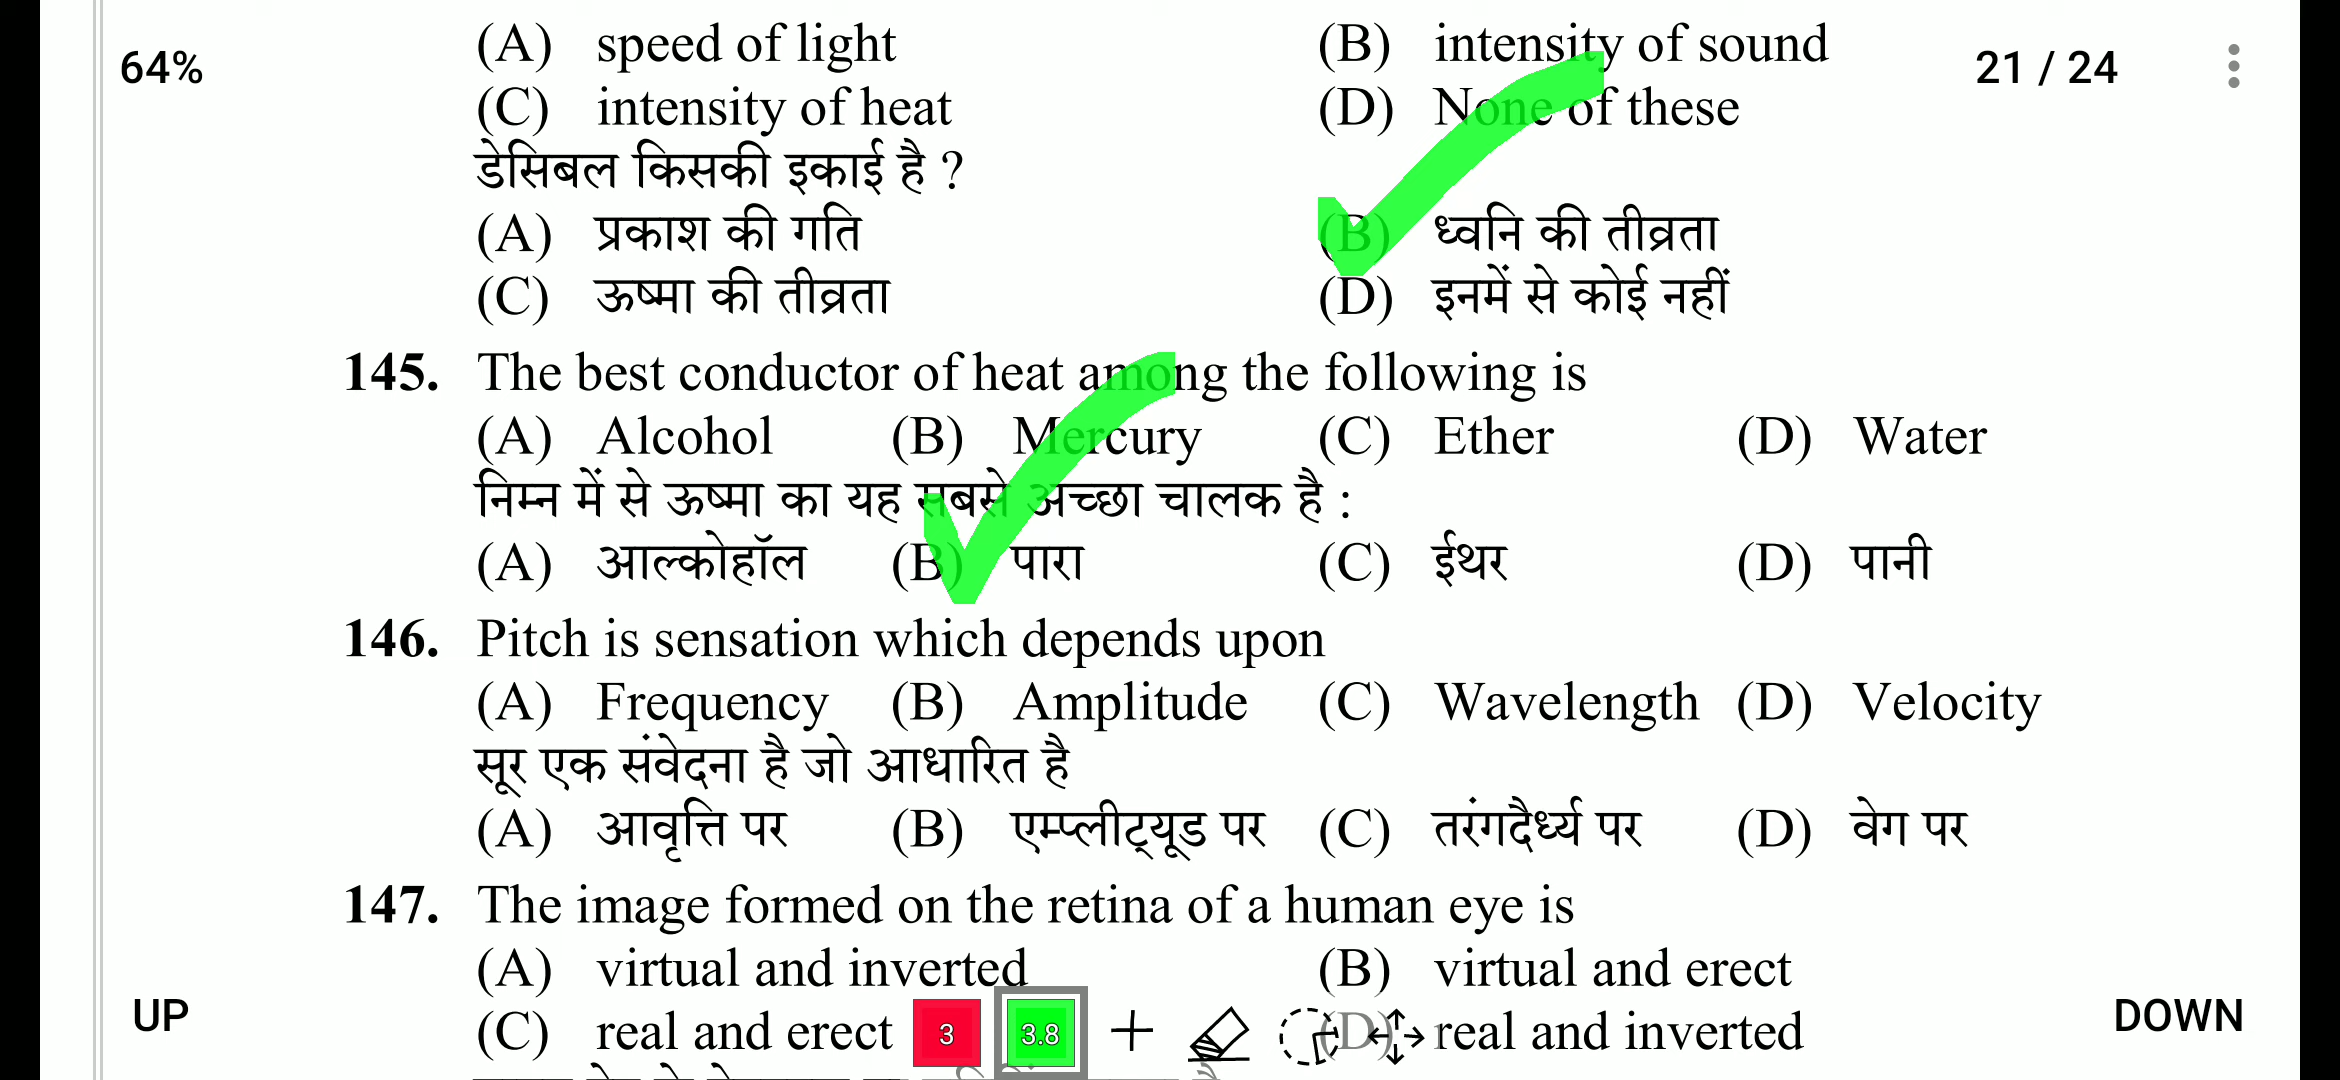 64%
21 / 24
(A) speed of light (B) intensity of sound
(C) intensity of heat (D) None of these
डेसिबल किसकी इकाई है ?
(A) प्रकाश की गति (B) ध्वनि की तीव्रता
(C) ऊष्मा की तीव्रता (D) इनमें से कोई नहीं
145. The best conductor of heat among the following is
(A) Alcohol (B) Mercury (C) Ether (D) Water
निम्न में से ऊष्मा का यह सबसे अच्छा चालक है :
(A) आल्कोहॉल (B) पारा (C) ईथर (D) पानी
146. Pitch is sensation which depends upon
(A) Frequency (B) Amplitude (C) Wavelength (D) Velocity
सूर एक संवेदना है जो आधारित है
(A) आवृत्ति पर (B) एम्प्लीट्यूड पर (C) तरंगदैर्ध्य पर (D) वेग पर
147. The image formed on the retina of a human eye is
(A) virtual and inverted (B) virtual and erect
UP
(C) real and erect 3 3.8 + (D) real and inverted
DOWN